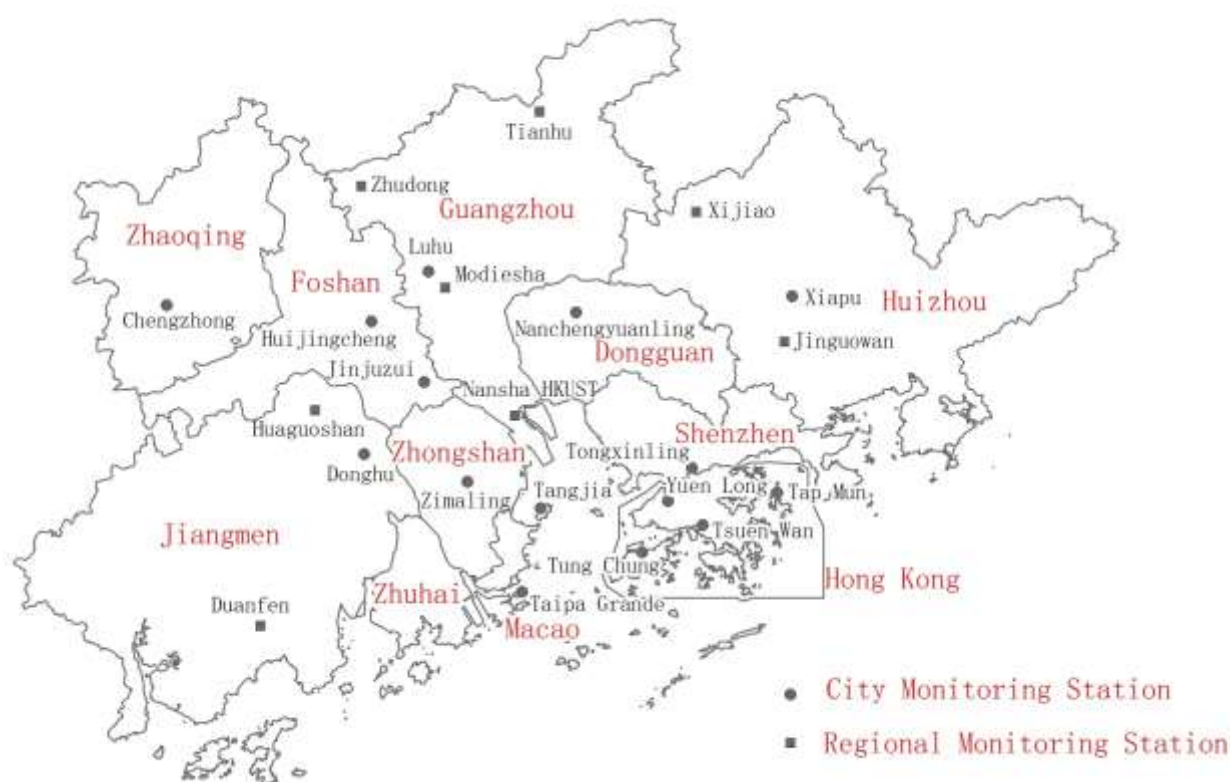 Tianhu
Zhudong
Guangzhou
Xijiao
Zhaoqing
Luhu
Foshan
Modiesha
Xiapu
Huizhou
Chengzhong
Huijingcheng
Nanchengyuanling
Dongguan
Jinguowan
Jinjuzui
Nansha HKUST
Huaguoshan
Shenzhen
Zhongshan
Donghu
Tongxinling
Zimaling
Tangjia
Yuen Long
Tap Mun
Jiangmen
Tsuen Wan
Tung Chung
Hong Kong
Zhuhai
Duanfen
Taipa Grande
Macao
City Monitoring Station
Regional Monitoring Station